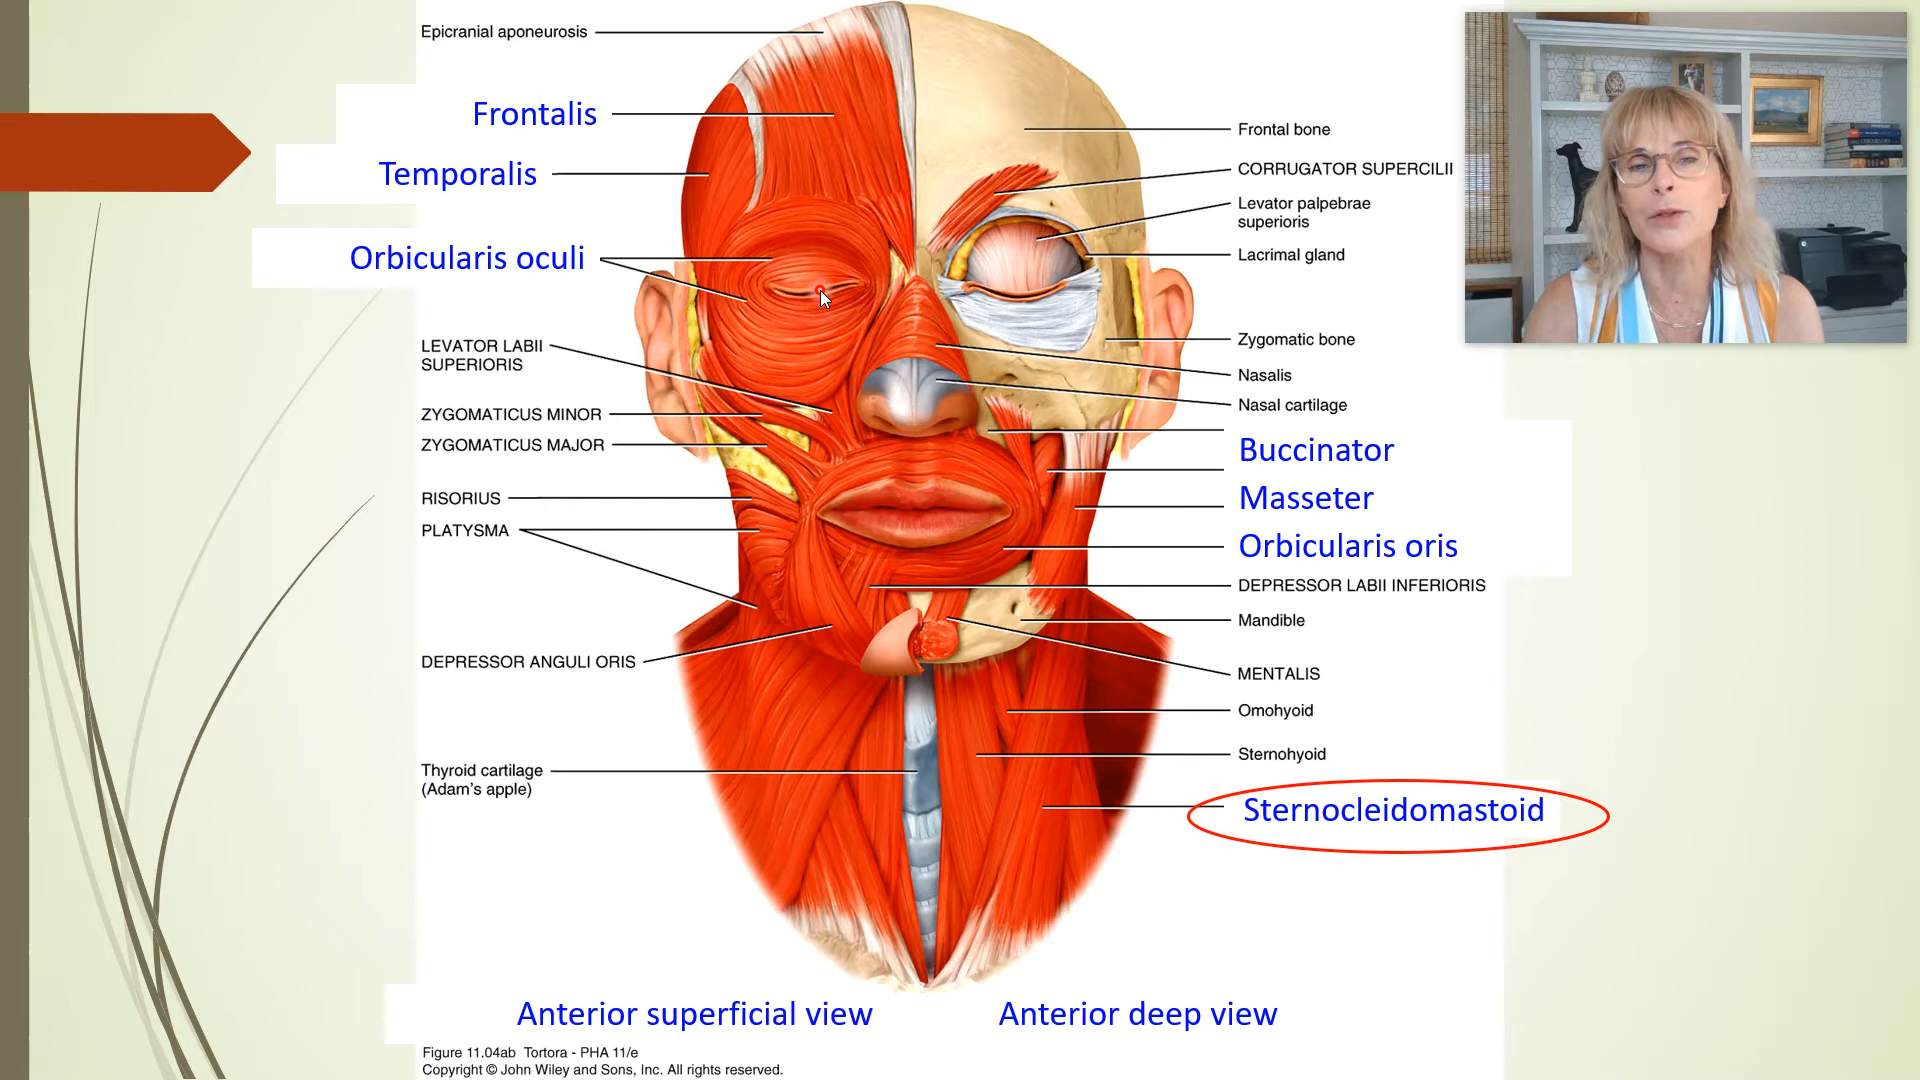 Epicranial aponeurosis
Frontalis
Temporalis
Orbicularis oculi
LEVATOR LABII
SUPERIORIS
ZYGOMATICUS MINOR
ZYGOMATICUS MAJOR
RISORIUS
PLATYSMA
DEPRESSOR ANGULI ORIS
Thyroid cartilage
(Adam's apple)
Frontal bone
CORRUGATOR SUPERCILII
Levator palpebrae
superioris
Lacrimal gland
Zygomatic bone
Nasalis
Nasal cartilage
Buccinator
Masseter
Orbicularis oris
DEPRESSOR LABII INFERIORIS
Mandible
MENTALIS
Omohyoid
Sternohyoid
Sternocleidomastoid
Anterior superficial view
Anterior deep view
Figure 11.04ab Tortora - PHA 11/e
Copyright © John Wiley and Sons, Inc. All rights reserved.